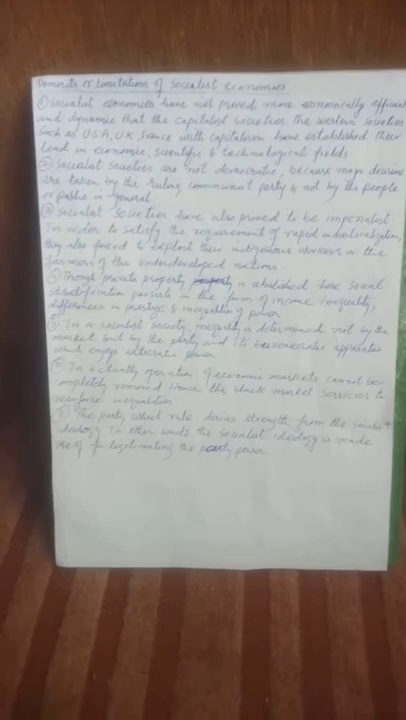 Demerits or limitations of socialist economies
① socialist economies have not proved more economically efficient
and dynamic that the capitalist societies the western societies
such as USA, UK, France with capitalism have established their
lead in economic, scientific & technological fields
② socialist societies are not democratic, because major decisions
are taken by the ruling communist party & not by the people
or public in general
③ socialist societies have also proved to be imperialist.
In order to satisfy the requirement of rapid industrialization,
they also forced to exploit their indigenous workers or the
of the underdeveloped nations.
④ Though private property is abolished here social
stratification persists in the form of income inequality,
differences in prestige & inequalities of power
⑤ In a socialist society, inequality is determined not by the
market but by the party and its bureaucratic apparatus
which enjoys autocratic power
⑥ In actually operation of economic markets cannot be co-
mpletely removed Hence the black market services to
reinforce inequalities
⑦ The party which rule derives strength from the socialist
ideology In other words the socialist ideology is made
use of for legitimating the party power